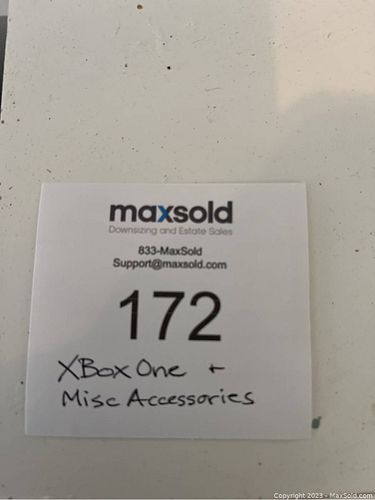 maxsold
Downsizing and Estate Sales
833-MaxSold
Support@maxsold.com
172
XBox One +
Misc Accessories
Copyright 2023 - MaxSold.com